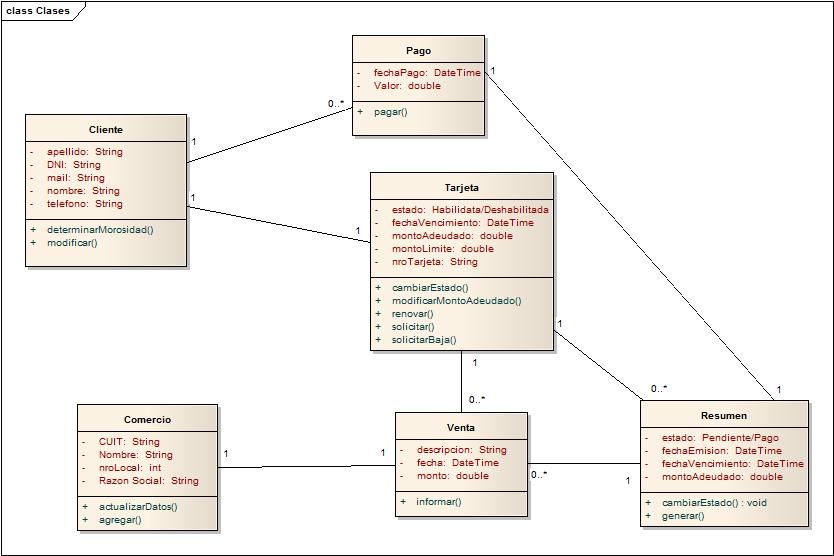 class Clases
Pago
- fechaPago: DateTime
- Valor: double
+ pagar()
1
0..*
Cliente
- apellido: String
- DNI: String
- mail: String
- nombre: String
- telefono: String
+ determinarMorosidad()
+ modificar()
1
1
1
Tarjeta
- estado: Habilidata/Deshabilitada
- fechaVencimiento: DateTime
- montoAdeudado: double
- montoLimite: double
- nroTarjeta: String
+ cambiarEstado()
+ modificarMontoAdeudado()
+ renovar()
+ solicitar()
+ solicitarBaja()
1
1
0..*
0..*
1
Comercio
- CUIT: String
- Nombre: String
- nroLocal: int
- Razon Social: String
+ actualizarDatos()
+ agregar()
1
1
Venta
- descripcion: String
- fecha: DateTime
- monto: double
+ informar()
0..*
1
Resumen
- estado: Pendiente/Pago
- fechaEmision: DateTime
- fechaVencimiento: DateTime
- montoAdeudado: double
+ cambiarEstado() : void
+ generar()